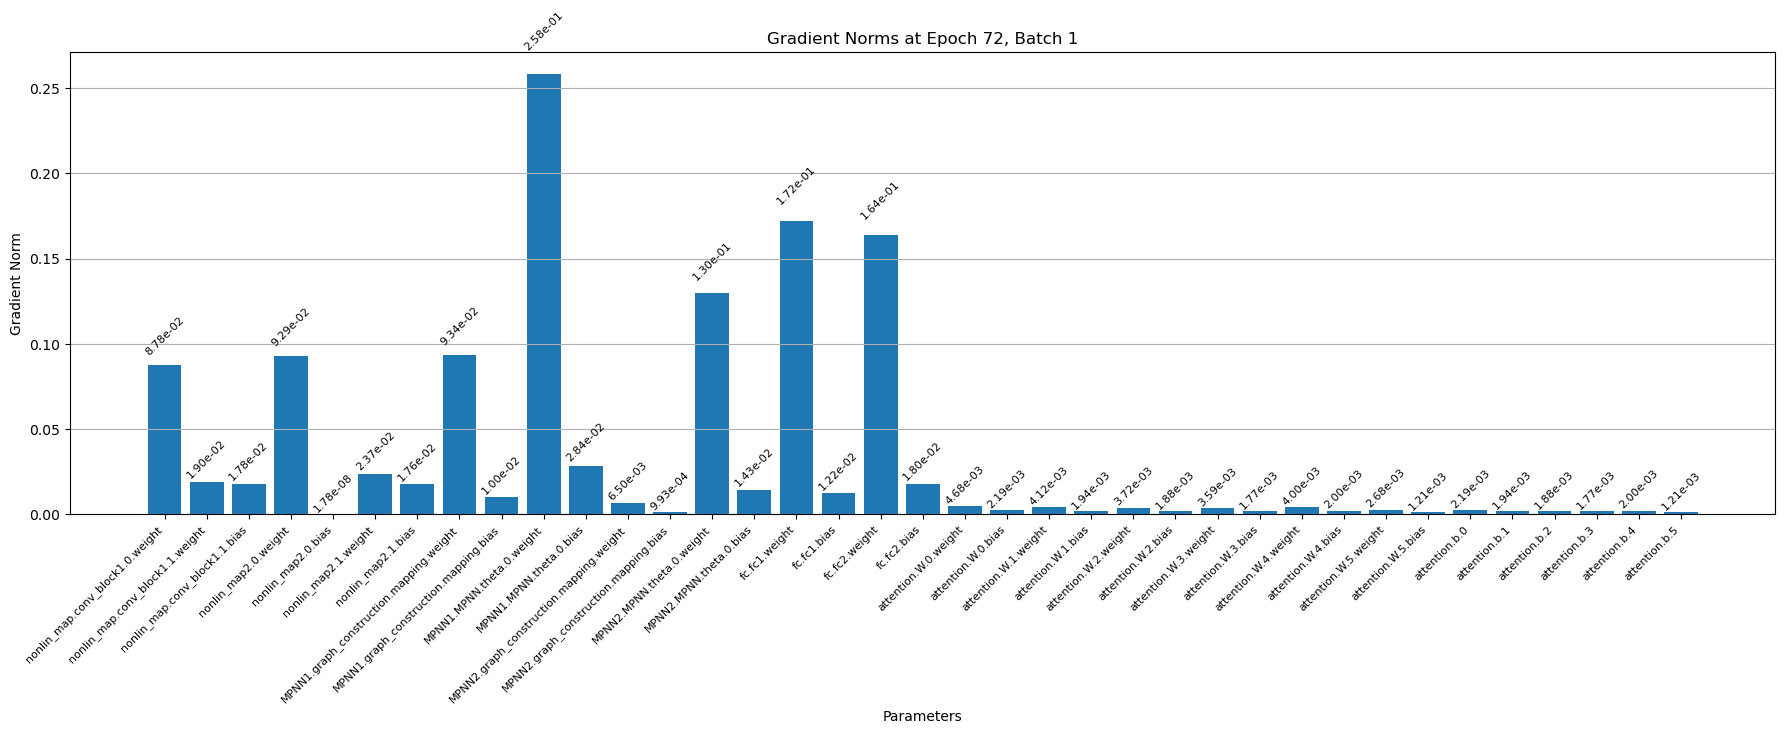 Gradient Norms at Epoch 72, Batch 1
Gradient Norm
0.25
0.20
0.15
0.10
0.05
0.00
8.78e-02
1.90e-02
1.78e-02
9.29e-02
1.78e-08
2.37e-02
1.76e-02
9.34e-02
1.00e-02
2.58e-01
2.84e-02
6.50e-03
9.93e-04
1.30e-01
1.43e-02
1.72e-01
1.22e-02
1.64e-01
1.80e-02
4.68e-03
2.19e-03
4.12e-03
1.94e-03
3.72e-03
1.88e-03
3.59e-03
1.77e-03
4.00e-03
2.00e-03
2.68e-03
1.21e-03
2.19e-03
1.94e-03
1.88e-03
1.77e-03
2.00e-03
1.21e-03
nonlin_map.conv_block1.0.weight
nonlin_map.conv_block1.1.weight
nonlin_map.conv_block1.1.bias
nonlin_map2.0.weight
nonlin_map2.0.bias
nonlin_map2.1.weight
nonlin_map2.1.bias
MPNN1.graph_construction.mapping.weight
MPNN1.graph_construction.mapping.bias
MPNN1.MPNN.theta.0.weight
MPNN1.MPNN.theta.0.bias
MPNN2.graph_construction.mapping.weight
MPNN2.graph_construction.mapping.bias
MPNN2.MPNN.theta.0.weight
MPNN2.MPNN.theta.0.bias
fc.fc1.weight
fc.fc1.bias
fc.fc2.weight
fc.fc2.bias
attention.W.0.weight
attention.W.0.bias
attention.W.1.weight
attention.W.1.bias
attention.W.2.weight
attention.W.2.bias
attention.W.3.weight
attention.W.3.bias
attention.W.4.weight
attention.W.4.bias
attention.W.5.weight
attention.W.5.bias
attention.b.0
attention.b.1
attention.b.2
attention.b.3
attention.b.4
attention.b.5
Parameters